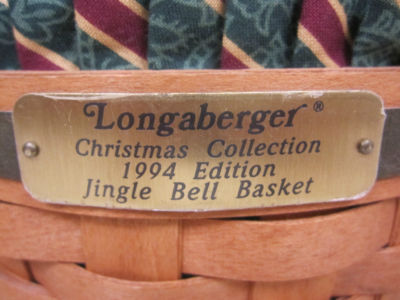 Longaberger®
Christmas Collection
1994 Edition
Jingle Bell Basket